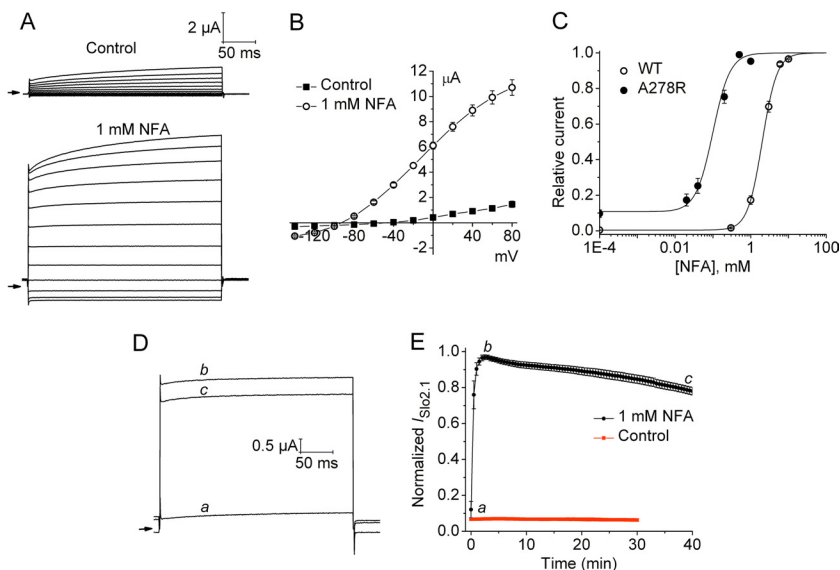 A
2 µA
50 ms
Control
1 mM NFA
B
µA
Control
1 mM NFA
12
10
8
6
4
2
-2
-120
-80
-40
0
40
80
mV
C
Relative current
1.0
0.8
0.6
0.4
0.2
0.0
WT
A278R
1E-4
0.01
1
100
[NFA], mM
D
b
c
a
0.5 µA
50 ms
E
Normalized ISlo2.1
1.0
0.8
0.6
0.4
0.2
0.0
b
c
a
1 mM NFA
Control
0
10
20
30
40
Time (min)